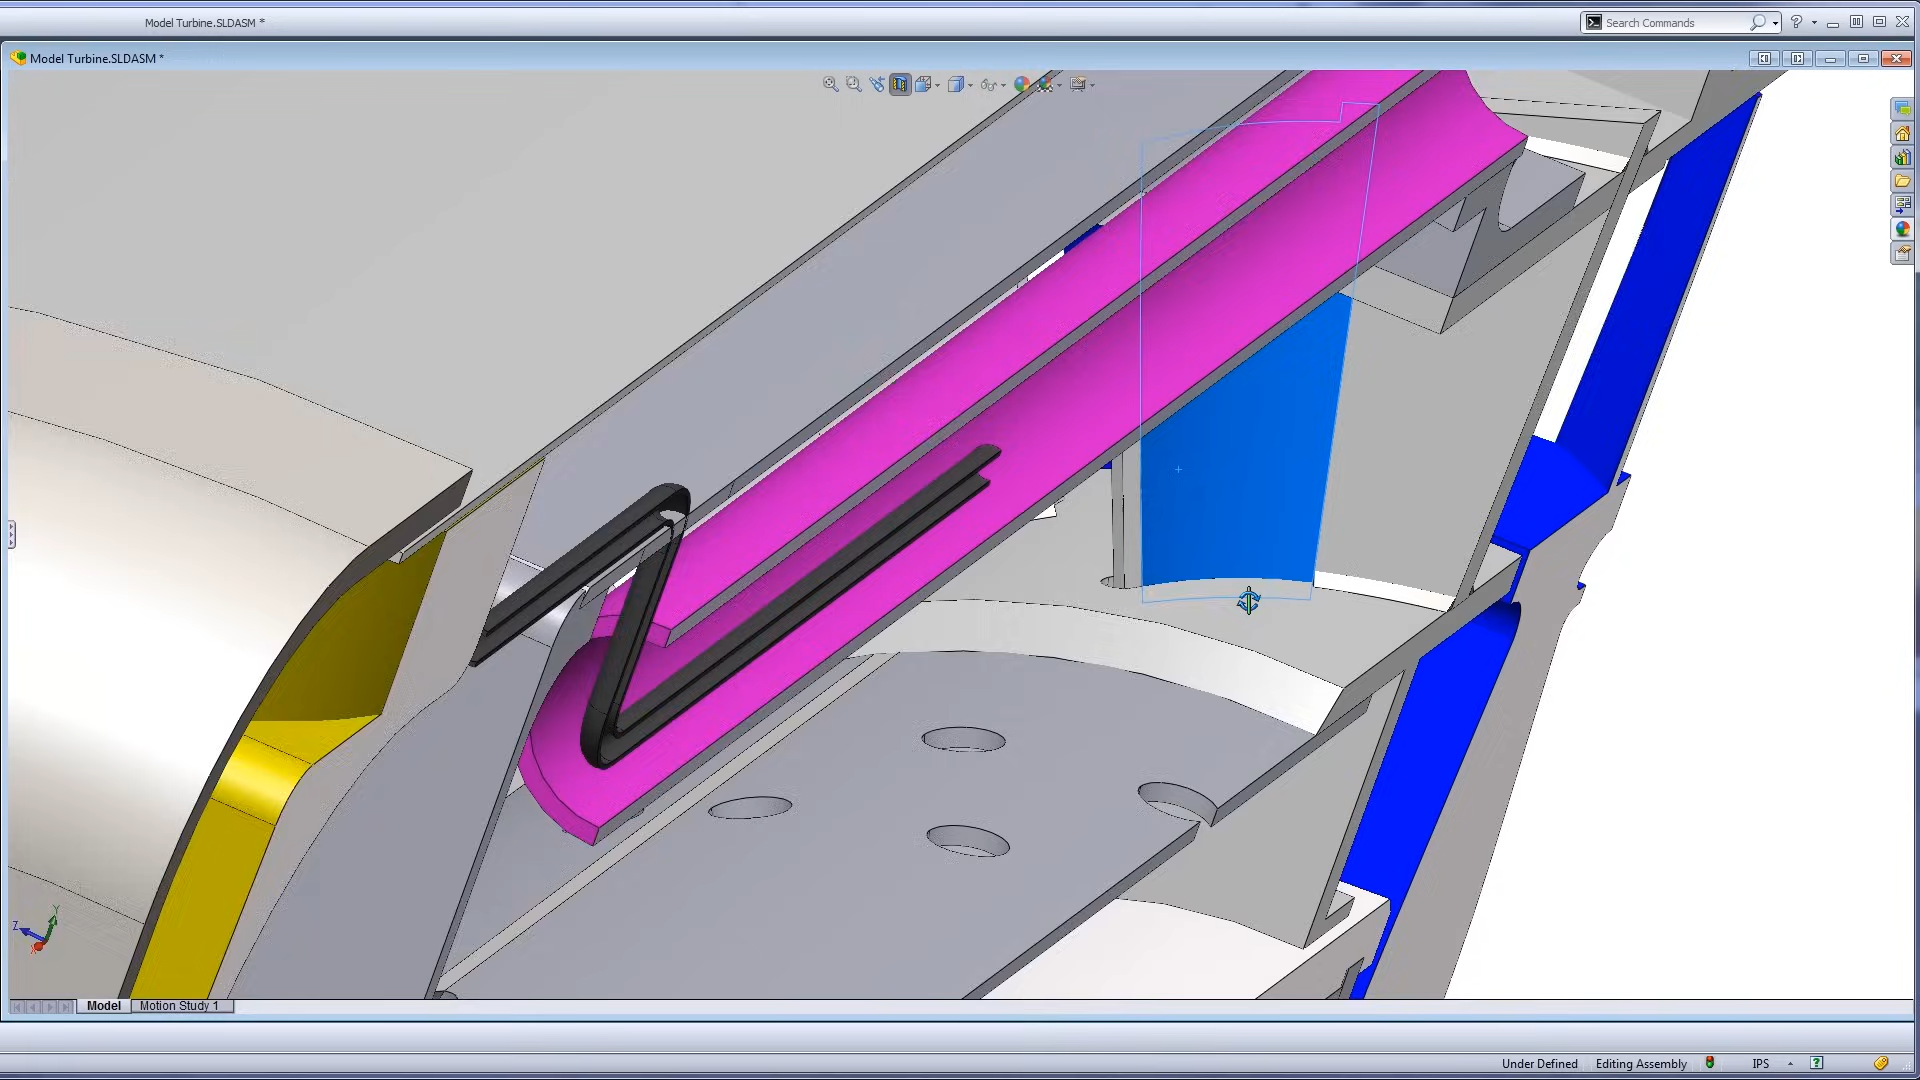 Model Turbine.SLDASM *
Search Commands
?
Model Turbine.SLDASM *
Y
Z
X
Model
Motion Study 1
Under Defined
Editing Assembly
IPS
?